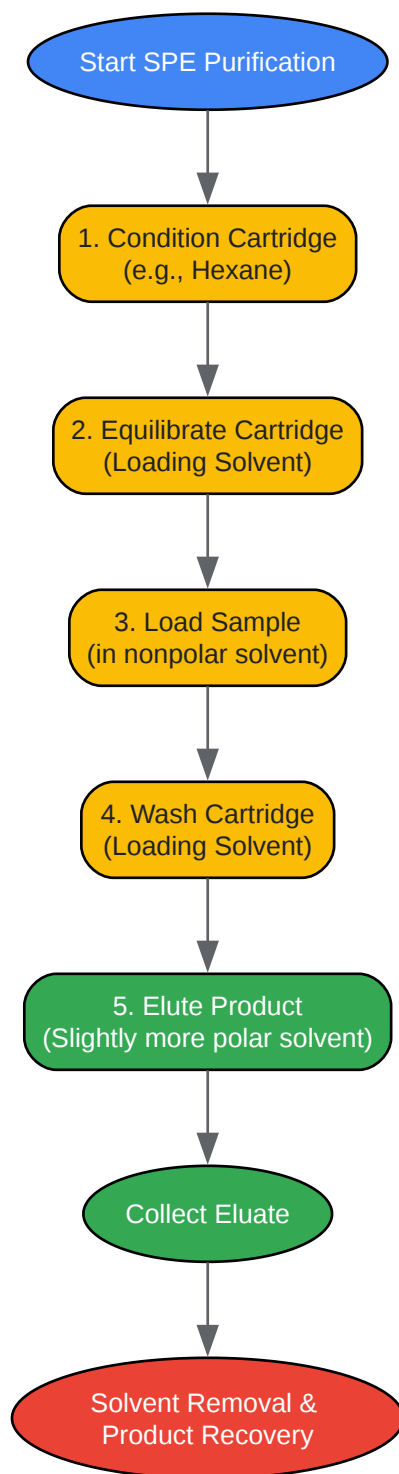 Start SPE Purification
1. Condition Cartridge
(e.g., Hexane)
2. Equilibrate Cartridge
(Loading Solvent)
3. Load Sample
(in nonpolar solvent)
4. Wash Cartridge
(Loading Solvent)
5. Elute Product
(Slightly more polar solvent)
Collect Eluate
Solvent Removal &
Product Recovery